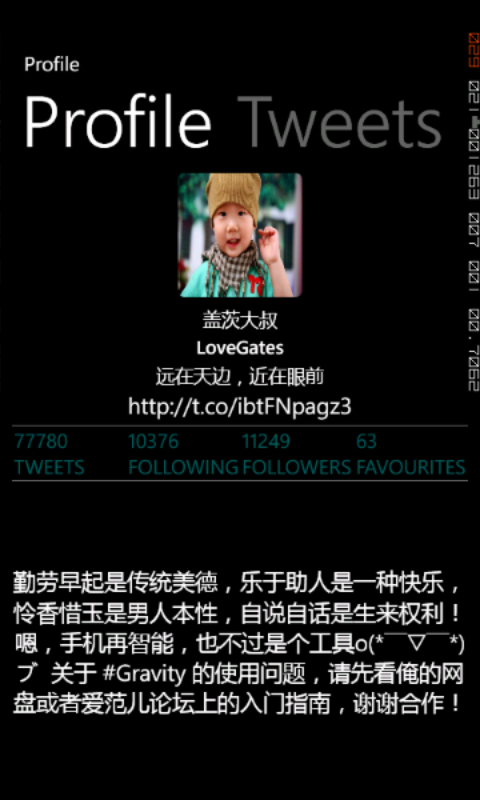 Profile
Profile Tweets
盖茨大叔
LoveGates
远在天边，近在眼前
http://t.co/ibtFNpagz3
77780 10376 11249 63
TWEETS FOLLOWING FOLLOWERS FAVOURITES
勤劳早起是传统美德，乐于助人是一种快乐，
怜香惜玉是男人本性，自说自话是生来权利！
嗯，手机再智能，也不过是个工具o(*￣▽￣*)
ブ 关于 #Gravity 的使用问题，请先看俺的网
盘或者爱范儿论坛上的入门指南，谢谢合作！
029 021 001263 007 001 00.7052